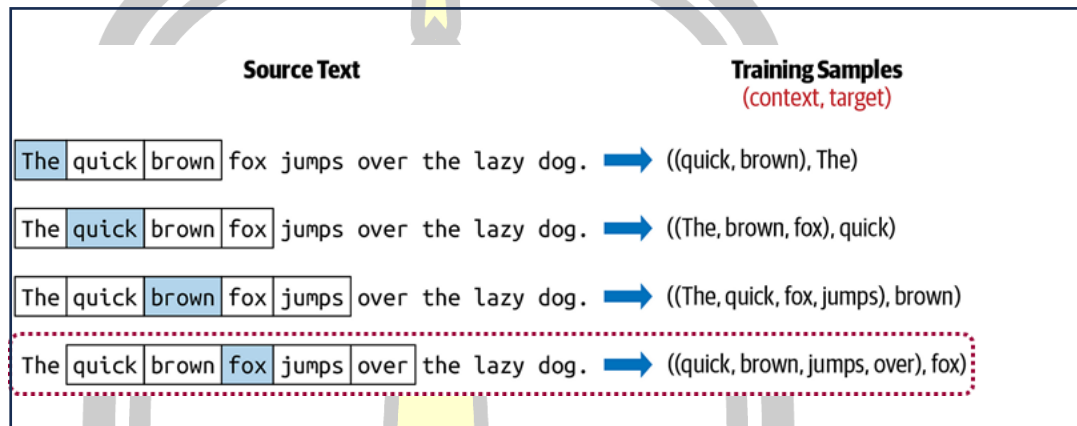 Source Text
Training Samples
(context, target)
The quick brown fox jumps over the lazy dog. ((quick, brown), The)
The quick brown fox jumps over the lazy dog. ((The, brown, fox), quick)
The quick brown fox jumps over the lazy dog. ((The, quick, fox, jumps), brown)
The quick brown fox jumps over the lazy dog. ((quick, brown, jumps, over), fox)